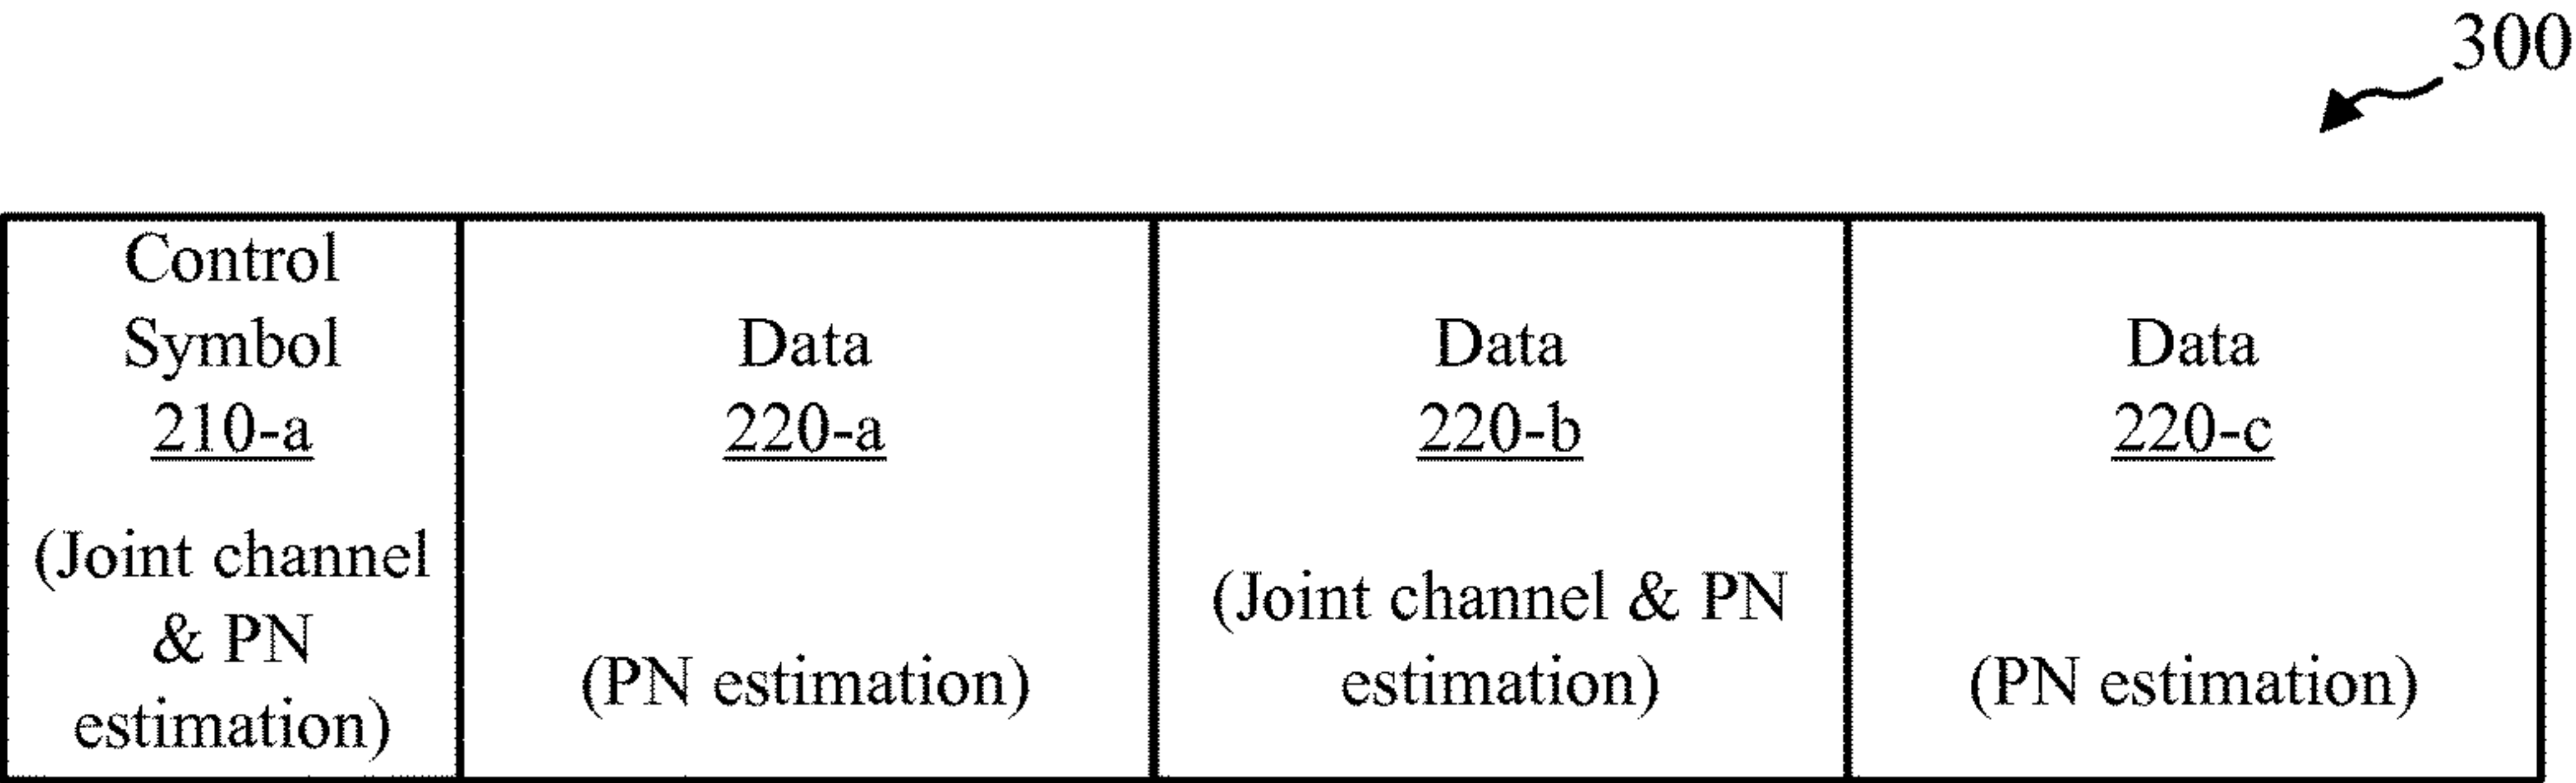 300
Control
Symbol
210-a
(Joint channel
& PN
estimation)
Data
220-a
(PN estimation)
Data
220-b
(Joint channel & PN
estimation)
Data
220-c
(PN estimation)